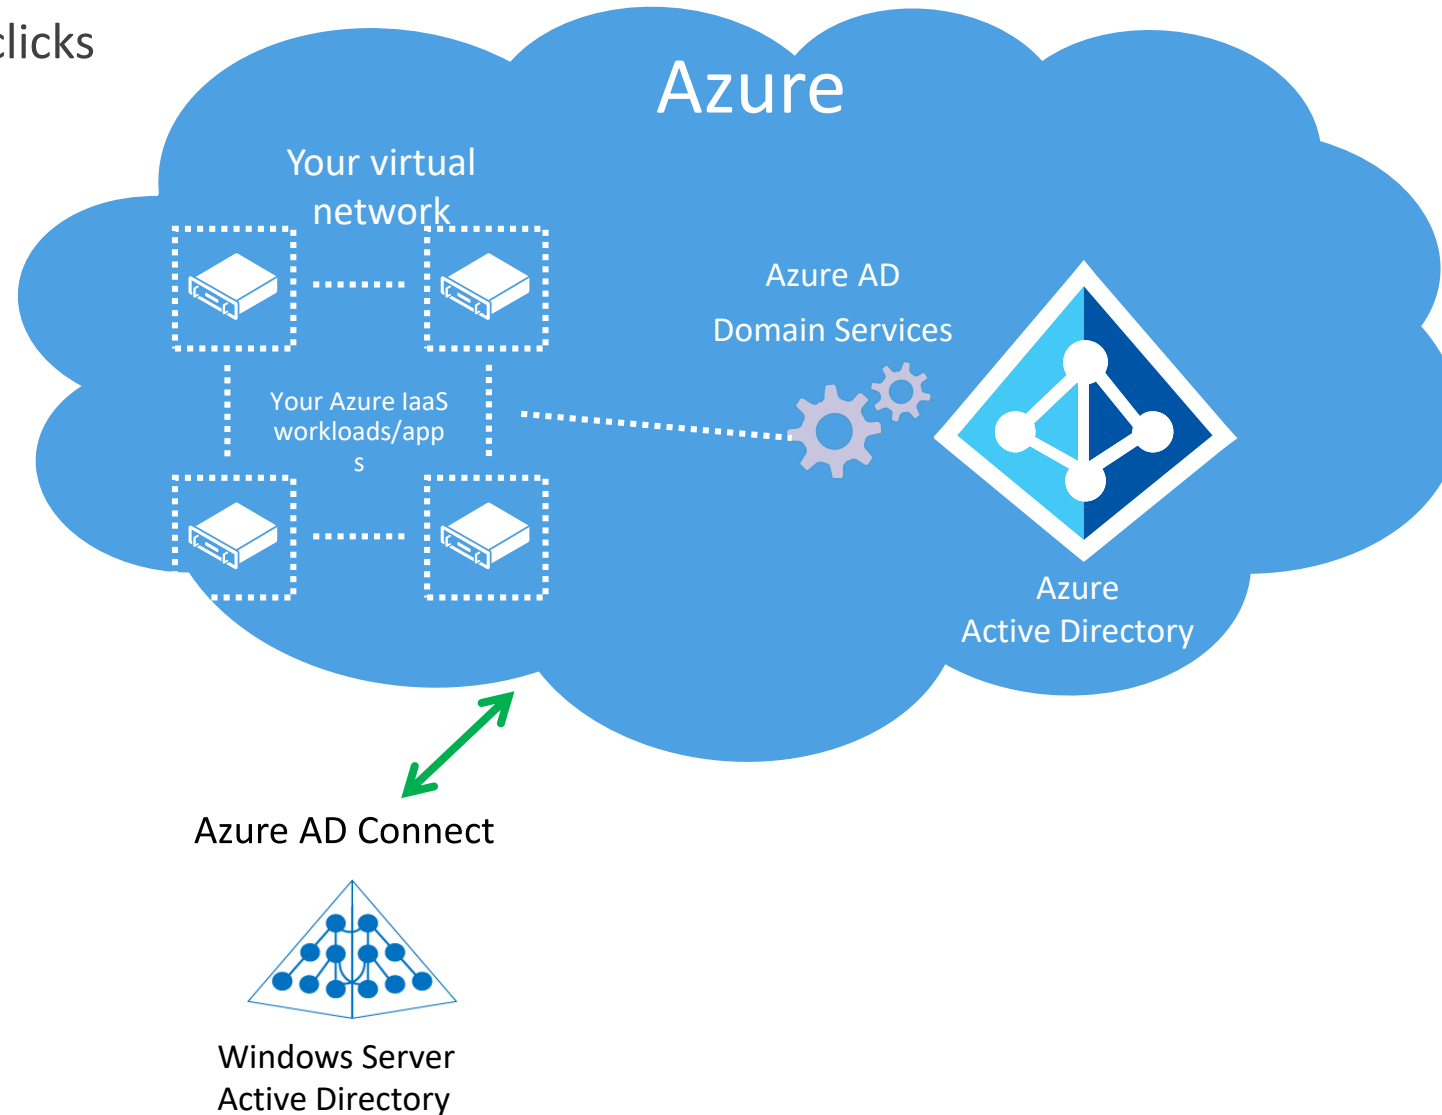 clicks
Azure
Your virtual
network
Azure AD
Domain Services
Your Azure IaaS
workloads/app
s
Azure
Active Directory
Azure AD Connect
Windows Server
Active Directory